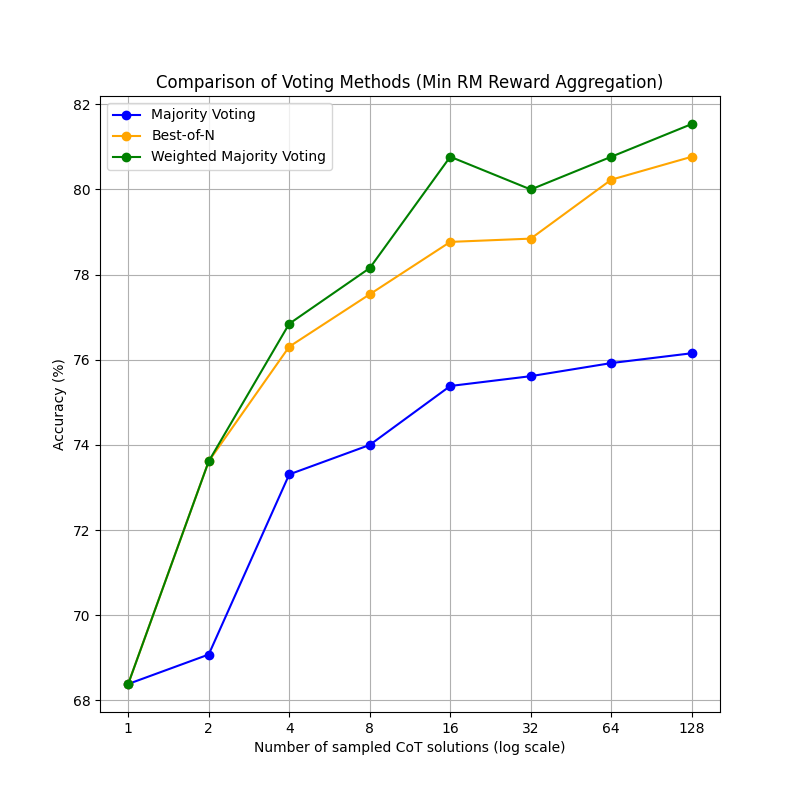 Comparison of Voting Methods (Min RM Reward Aggregation)
Majority Voting
Best-of-N
Weighted Majority Voting
Accuracy (%)
82
80
78
76
74
72
70
68
1 2 4 8 16 32 64 128
Number of sampled CoT solutions (log scale)